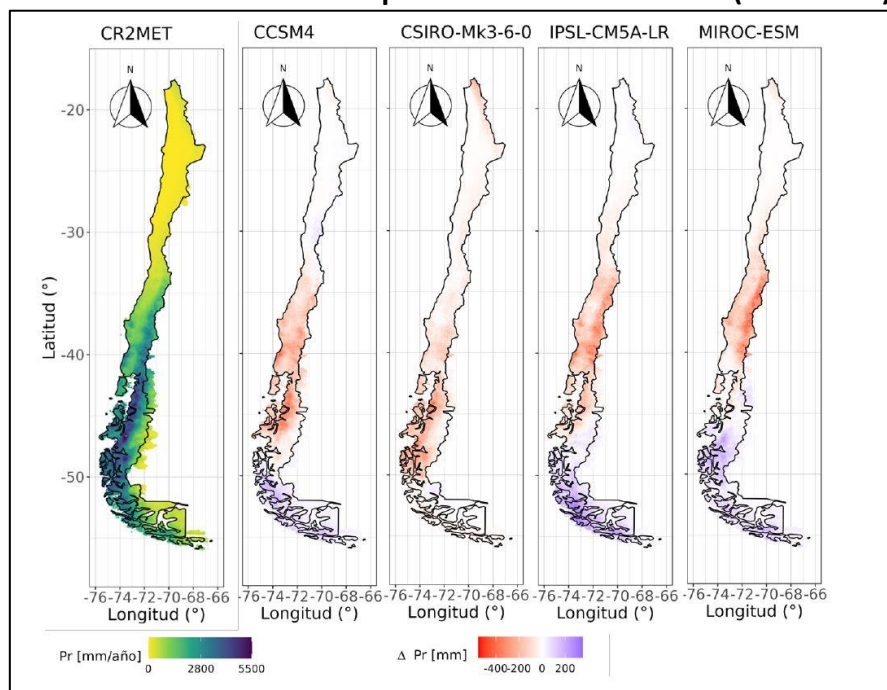 CR2MET CCSM4 CSIRO-Mk3-6-0 IPSL-CM5A-LR MIROC-ESM
N N N N N
-20
-30
-40
-50
Latitud (°)
-76-74-72-70-68-66 -76-74-72-70-68-66 -76-74-72-70-68-66 -76-74-72-70-68-66 -76-74-72-70-68-66
Longitud (°) Longitud (°) Longitud (°) Longitud (°) Longitud (°)
Pr [mm/año] Δ Pr [mm]
0 2800 5500 -400-200 0 200